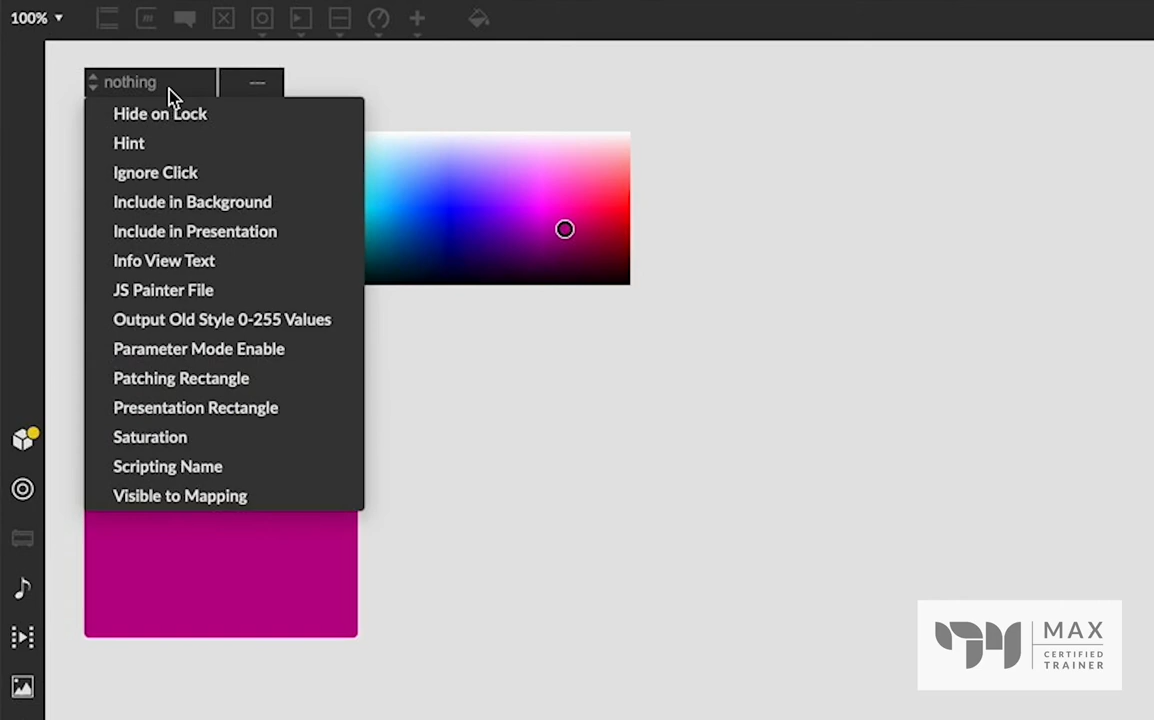 100%
nothing
Hide on Lock
Hint
Ignore Click
Include in Background
Include in Presentation
Info View Text
JS Painter File
Output Old Style 0-255 Values
Parameter Mode Enable
Patching Rectangle
Presentation Rectangle
Saturation
Scripting Name
Visible to Mapping
MAX
CERTIFIED
TRAINER